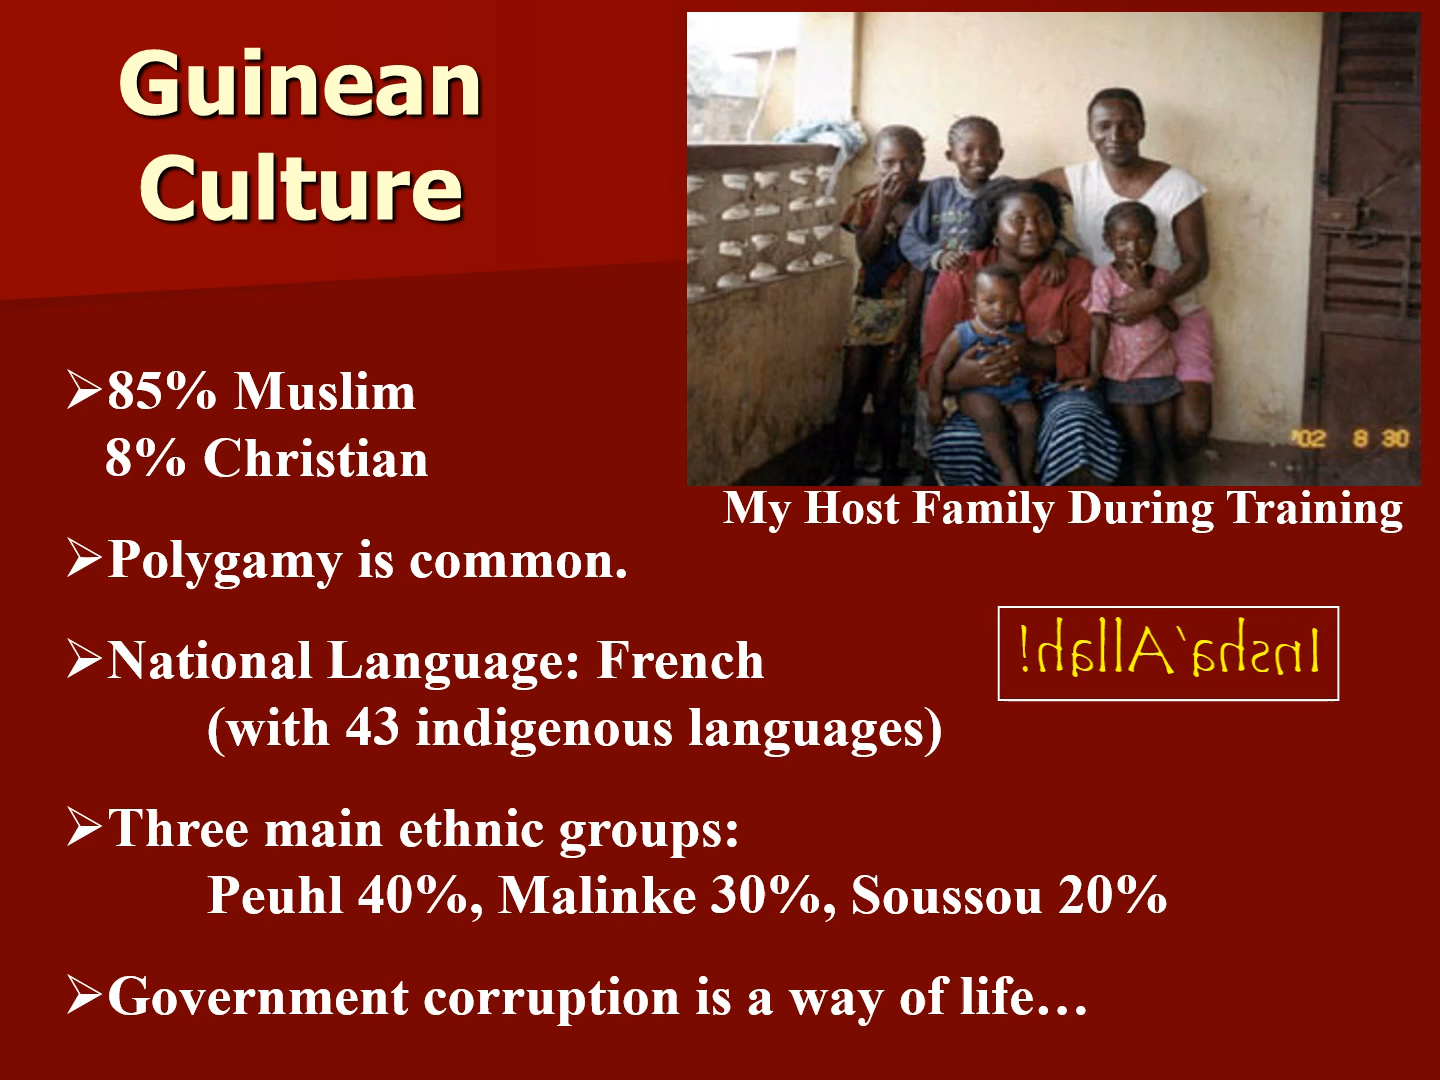 Guinean
Culture
'02 8 30
My Host Family During Training
➢85% Muslim
8% Christian
➢Polygamy is common.
➢National Language: French
(with 43 indigenous languages)
Insha'Allah!
➢Three main ethnic groups:
Peuhl 40%, Malinke 30%, Soussou 20%
➢Government corruption is a way of life…